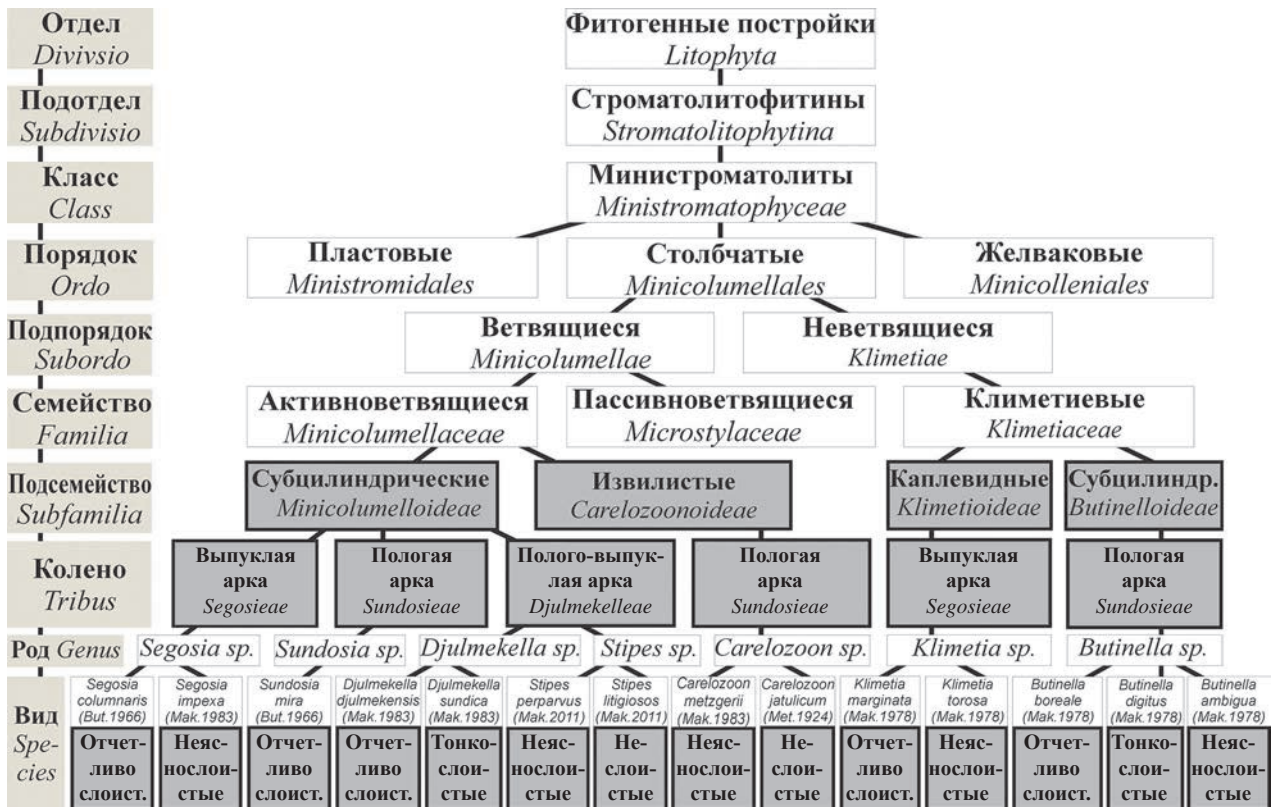 Отдел
Divivsio
Фитогенные постройки
Litophyta
Подотдел
Subdivisio
Строматолитофитины
Stromatolitophytina
Класс
Class
Министроматолиты
Ministromatophyceae
Порядок
Ordo
Пластовые
Ministromidales
Столбчатые
Minicolumellales
Желваковые
Minicolleniales
Подпорядок
Subordo
Ветвящиеся
Minicolumellae
Неветвящиеся
Klimetiae
Семейство
Familia
Активноветвящиеся
Minicolumellaceae
Пассивноветвящиеся
Microstylaceae
Климетиевые
Klimetiaceae
Подсемейство
Subfamilia
Субцилиндрические
Minicolumelloideae
Извилистые
Carelozoonoideae
Каплевидные
Klimetioideae
Субцилиндр.
Butinelloideae
Колено
Tribus
Выпуклая
арка
Segosieae
Пологая
арка
Sundosieae
Полого-выпук-
лая арка
Djulmekelleae
Пологая
арка
Sundosieae
Выпуклая
арка
Segosieae
Пологая
арка
Sundosieae
Род Genus
Segosia sp.
Sundosia sp.
Djulmekella sp.
Stipes sp.
Carelozoon sp.
Klimetia sp.
Butinella sp.
Вид
Spe-
cies
Segosia
columnaris
(But.1966)
Segosia
impexa
(Mak.1983)
Sundosia
mira
(But.1966)
Djulmekella
djulmekensis
(Mak.1983)
Djulmekella
sundica
(Mak.1983)
Stipes
perparvus
(Mak.2011)
Stipes
litigiosos
(Mak.2011)
Carelozoon
metzgerii
(Mak.1983)
Carelozoon
jatulicum
(Met.1924)
Klimetia
marginata
(Mak.1978)
Klimetia
torosa
(Mak.1978)
Butinella
boreale
(Mak.1978)
Butinella
digitus
(Mak.1978)
Butinella
ambigua
(Mak.1978)
Отчет-
ливо
слоист.
Неяс-
нослои-
стые
Отчет-
ливо
слоист.
Отчет-
ливо
слоист.
Тонко-
слои-
стые
Неяс-
нослои-
стые
Не-
слои-
стые
Неяс-
нослои-
стые
Не-
слои-
стые
Отчет-
ливо
слоист.
Неяс-
нослои-
стые
Отчет-
ливо
слоист.
Тонко-
слои-
стые
Неяс-
нослои-
стые